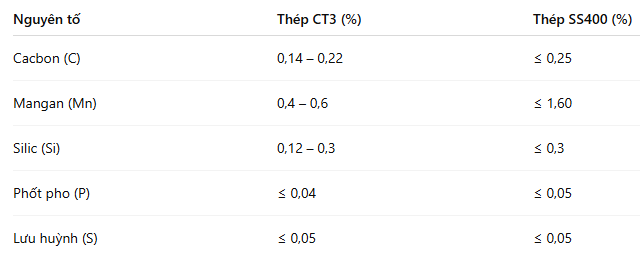 Nguyên tố Thép CT3 (%) Thép SS400 (%)
Cacbon (C) 0,14 – 0,22 ≤ 0,25
Mangan (Mn) 0,4 – 0,6 ≤ 1,60
Silic (Si) 0,12 – 0,3 ≤ 0,3
Phốt pho (P) ≤ 0,04 ≤ 0,05
Lưu huỳnh (S) ≤ 0,05 ≤ 0,05